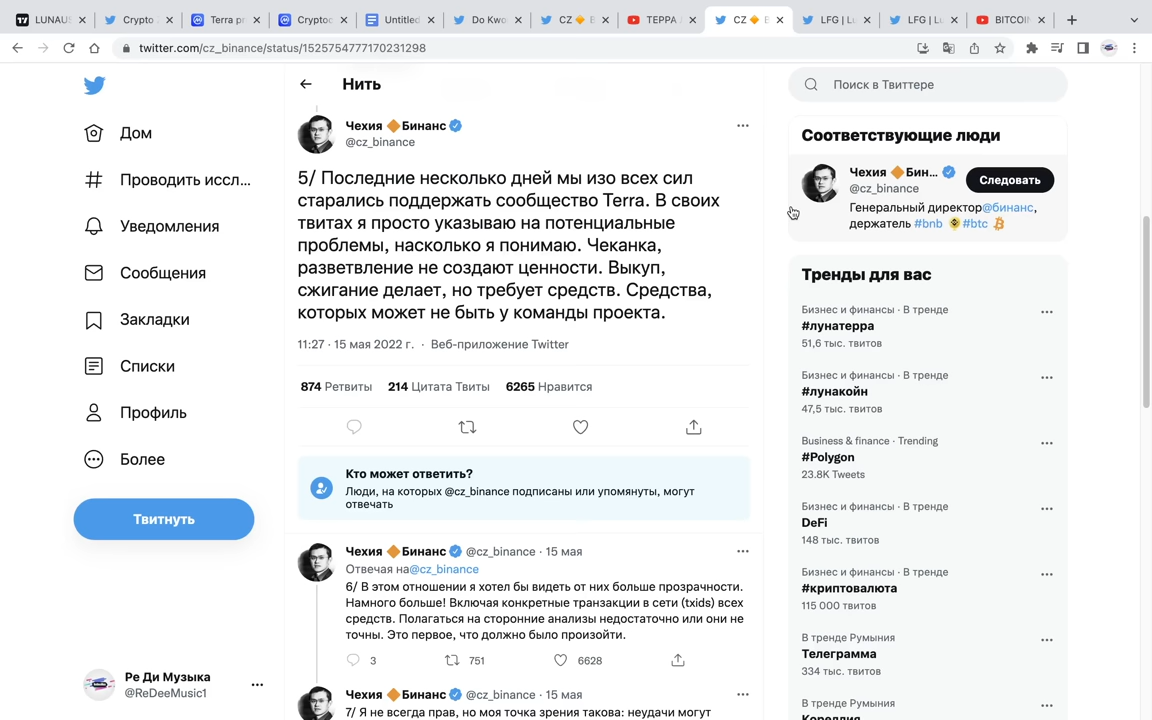 LUNAUS
Crypto
Terra pr
Cryptoc
Untitled
Do Kwo
CZ 🔶 B
ТЕРРА /
CZ 🔶 B
LFG | Lu
LFG | Lu
BITCOIN
twitter.com/cz_binance/status/1525754777170231298
Дом
Проводить иссл...
Уведомления
Сообщения
Закладки
Списки
Профиль
Более
Твитнуть
Ре Ди Музыка
@ReDeeMusic1
Нить
Чехия 🔶Бинанс
@cz_binance
5/ Последние несколько дней мы изо всех сил
старались поддержать сообщество Terra. В своих
твитах я просто указываю на потенциальные
проблемы, насколько я понимаю. Чеканка,
разветвление не создают ценности. Выкуп,
сжигание делает, но требует средств. Средства,
которых может не быть у команды проекта.
11:27 · 15 мая 2022 г. · Веб-приложение Twitter
874 Ретвиты 214 Цитата Твиты 6265 Нравится
Кто может ответить?
Люди, на которых @cz_binance подписаны или упомянуты, могут
отвечать
Чехия 🔶Бинанс @cz_binance · 15 мая
Отвечая на@cz_binance
6/ В этом отношении я хотел бы видеть от них больше прозрачности.
Намного больше! Включая конкретные транзакции в сети (txids) всех
средств. Полагаться на сторонние анализы недостаточно или они не
точны. Это первое, что должно было произойти.
3 751 6628
Чехия 🔶Бинанс @cz_binance · 15 мая
7/ Я не всегда прав, но моя точка зрения такова: неудачи могут
Поиск в Твиттере
Соответствующие люди
Чехия 🔶Бин...
@cz_binance
Следовать
Генеральный директор@бинанс,
держатель #bnb #btc
Тренды для вас
Бизнес и финансы · В тренде
#лунатерра
51,6 тыс. твитов
Бизнес и финансы · В тренде
#лунакойн
47,5 тыс. твитов
Business & finance · Trending
#Polygon
23.8K Tweets
Бизнес и финансы · В тренде
DeFi
148 тыс. твитов
Бизнес и финансы · В тренде
#криптовалюта
115 000 твитов
В тренде Румыния
Телеграмма
334 тыс. твитов
В тренде Румыния
Королдия